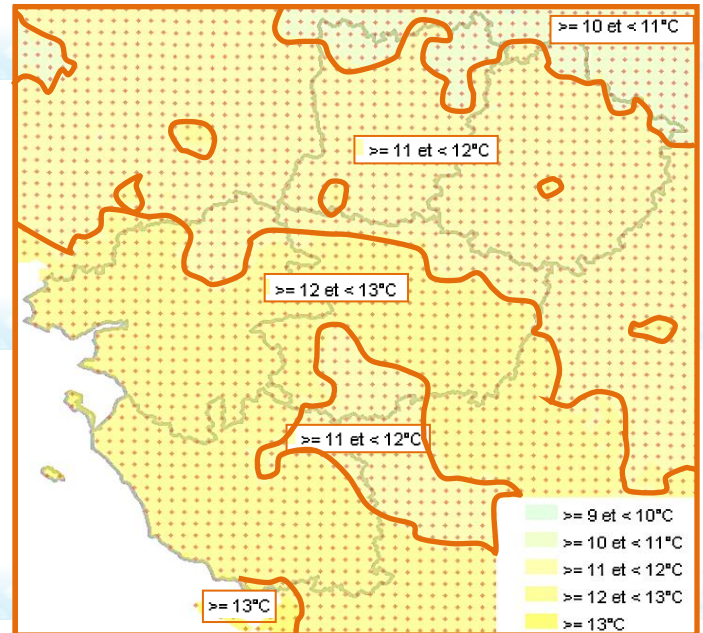 >= 10 et < 11°C
>= 11 et < 12°C
>= 12 et < 13°C
>= 11 et < 12°C
>= 13°C
>= 9 et < 10°C
>= 10 et < 11°C
>= 11 et < 12°C
>= 12 et < 13°C
>= 13°C